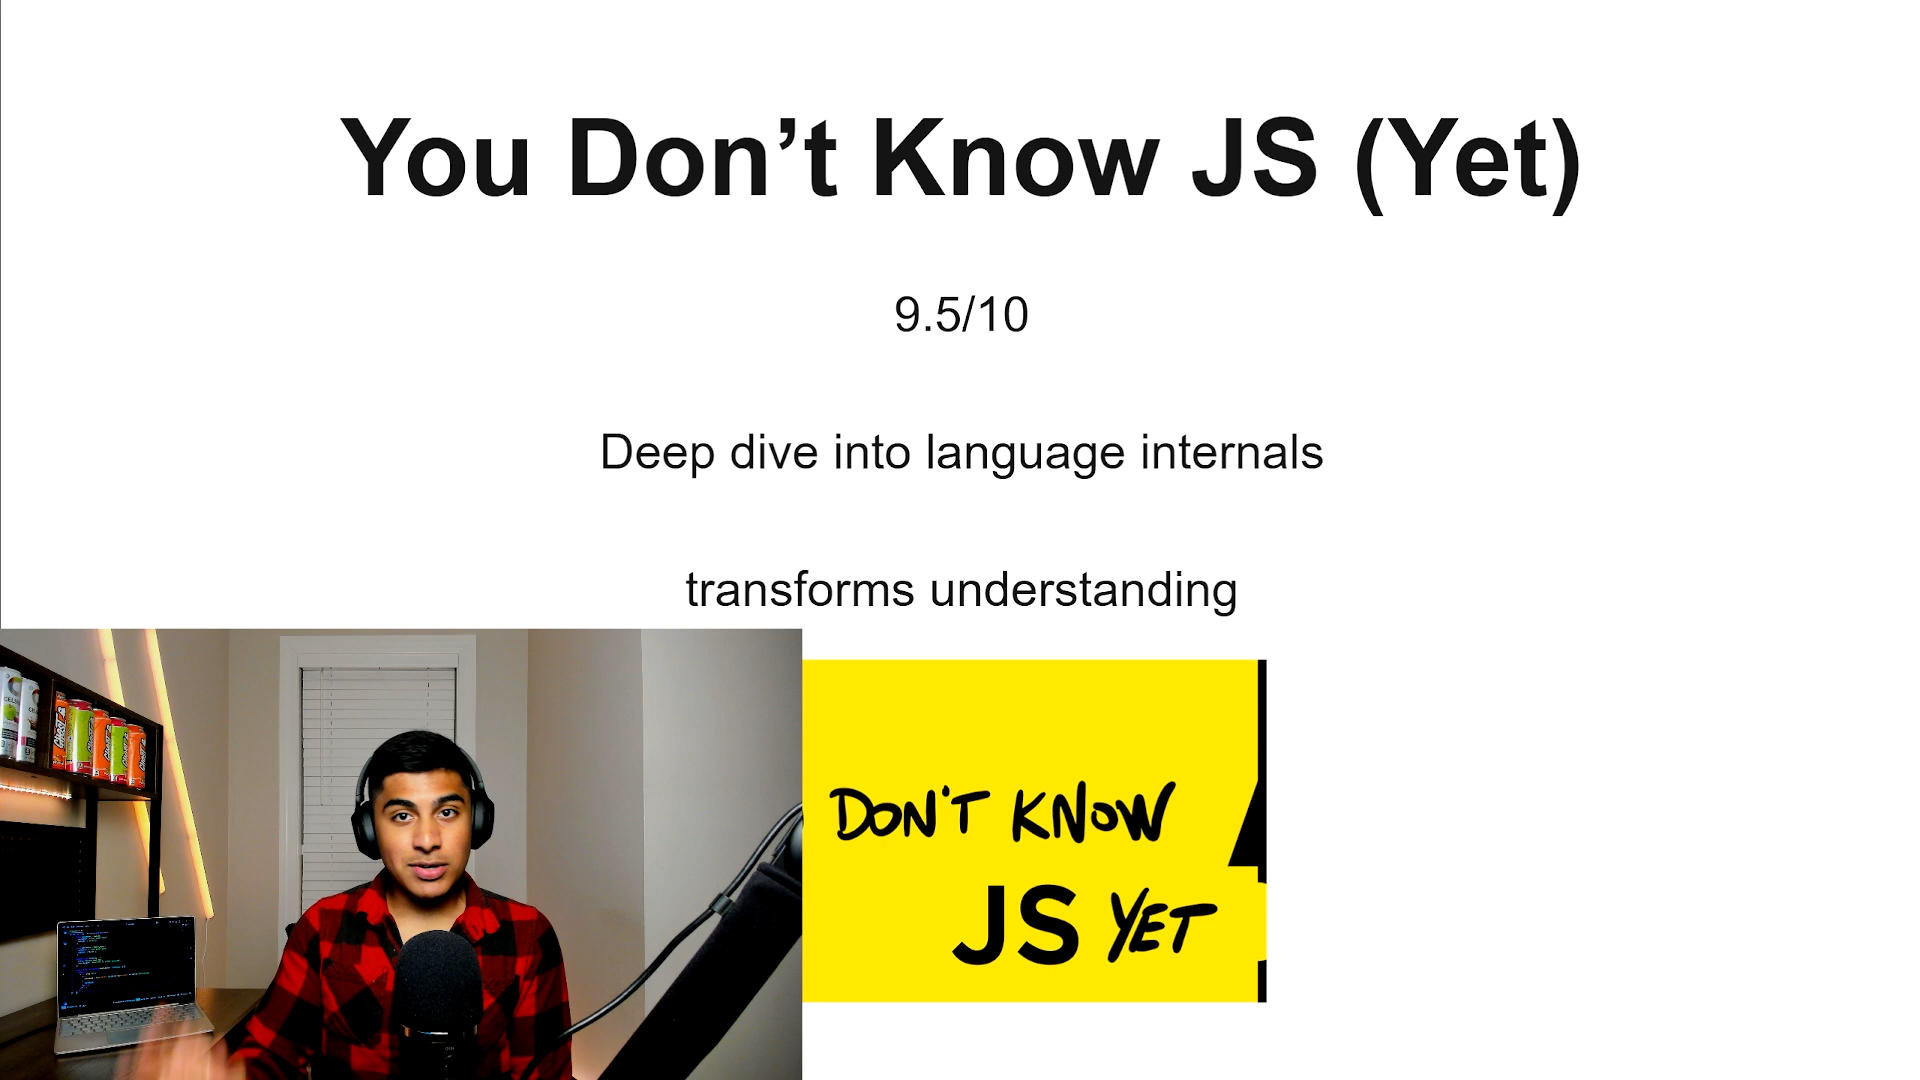 You Don’t Know JS (Yet)
9.5/10
Deep dive into language internals
transforms understanding
DON'T KNOW
JS YET